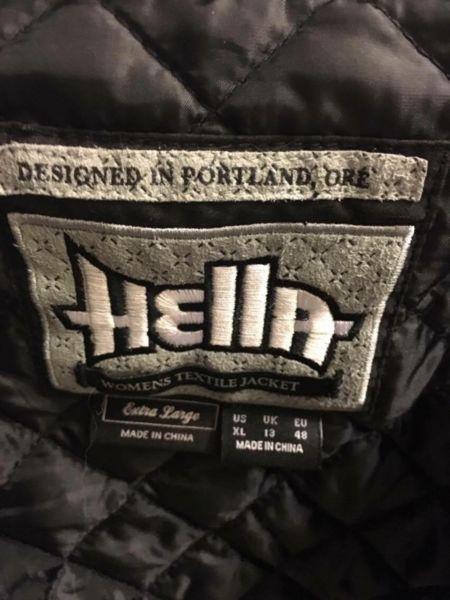 DESIGNED IN PORTLAND, ORE
Hella
WOMENS TEXTILE JACKET
Extra Large
MADE IN CHINA
US UK EU
XL 13 48
MADE IN CHINA